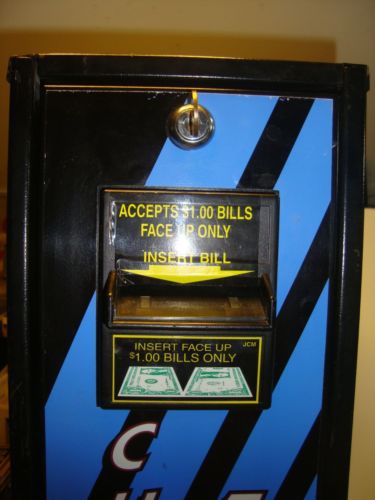 ACCEPTS $1.00 BILLS
FACE UP ONLY
INSERT BILL
INSERT FACE UP JCM
$1.00 BILLS ONLY
C